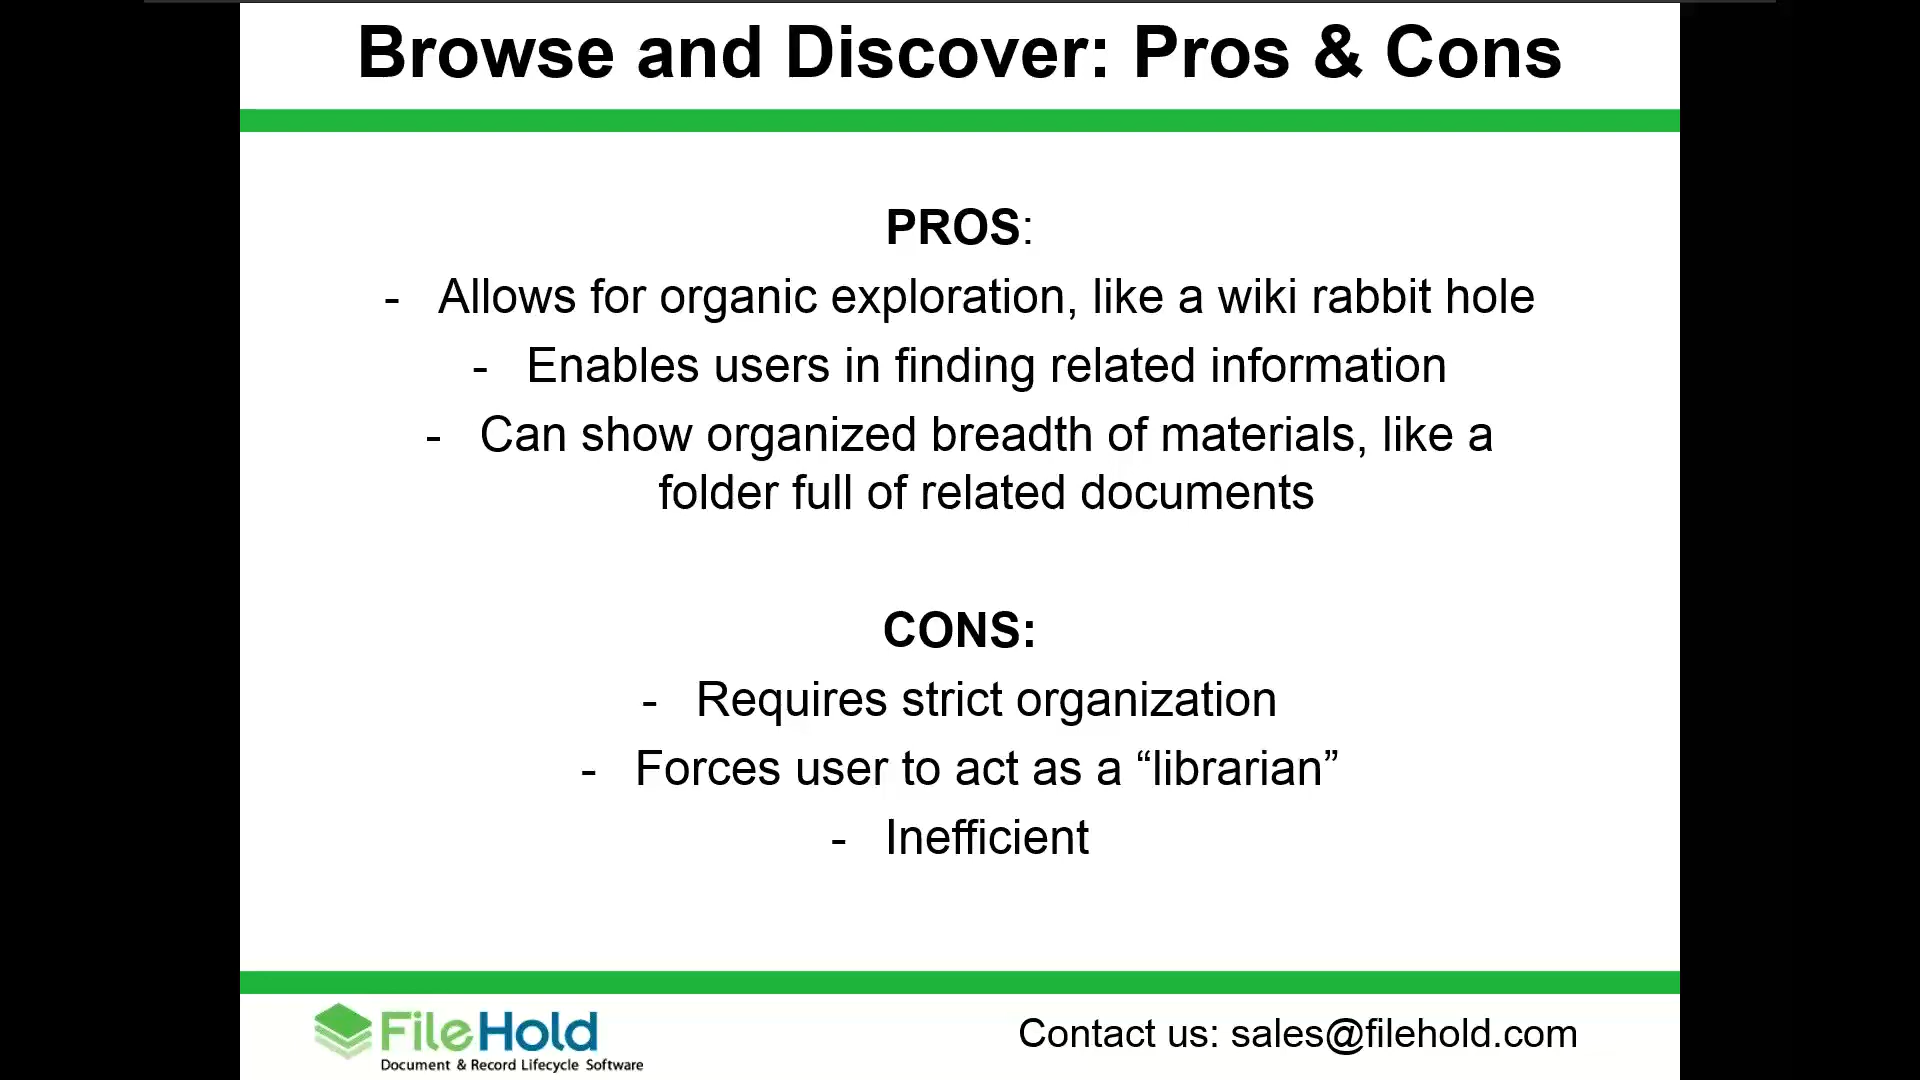 Browse and Discover: Pros & Cons
PROS:
- Allows for organic exploration, like a wiki rabbit hole
- Enables users in finding related information
- Can show organized breadth of materials, like a
folder full of related documents
CONS:
- Requires strict organization
- Forces user to act as a “librarian”
- Inefficient
FileHold
Document & Record Lifecycle Software
Contact us: sales@filehold.com